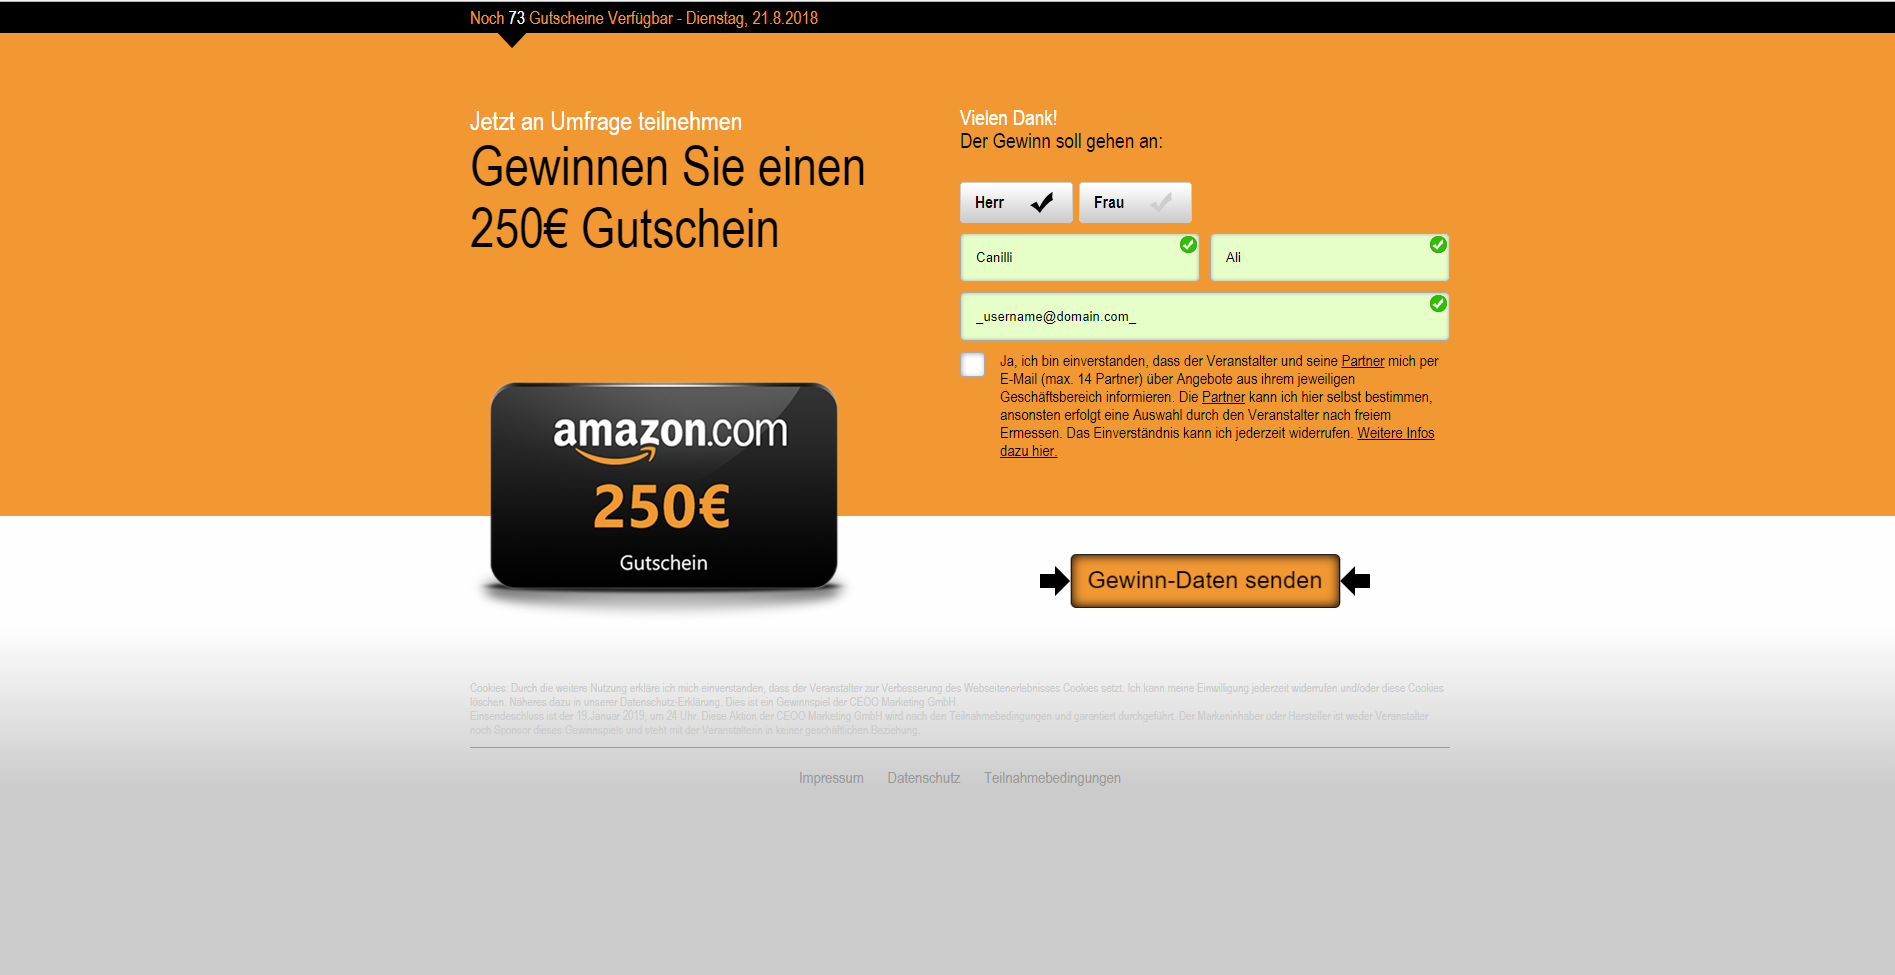 Noch 73 Gutscheine Verfügbar - Dienstag, 21.8.2018
Jetzt an Umfrage teilnehmen
Gewinnen Sie einen
250€ Gutschein
amazon.com
250€
Gutschein
Vielen Dank!
Der Gewinn soll gehen an:
Herr Frau
Canilli Ali
_username@domain.com_
Ja, ich bin einverstanden, dass der Veranstalter und seine Partner mich per
E-Mail (max. 14 Partner) über Angebote aus ihrem jeweiligen
Geschäftsbereich informieren. Die Partner kann ich hier selbst bestimmen,
ansonsten erfolgt eine Auswahl durch den Veranstalter nach freiem
Ermessen. Das Einverständnis kann ich jederzeit widerrufen. Weitere Infos
dazu hier.
Gewinn-Daten senden
Cookies: Durch die weitere Nutzung erkläre ich mich einverstanden, dass der Veranstalter zur Verbesserung des Webseitenerlebnisses Cookies setzt. Ich kann meine Einwilligung jederzeit widerrufen und/oder diese Cookies
löschen. Näheres dazu in unserer Datenschutz-Erklärung. Dies ist ein Gewinnspiel der CEOO Marketing GmbH.
Einsendeschluss ist der 19 Januar 2019, um 24 Uhr. Diese Aktion der CEOO Marketing GmbH wird nach den Teilnahmebedingungen und garantiert durchgeführt. Der Markeninhaber oder Hersteller ist weder Veranstalter
noch Sponsor dieses Gewinnspiels und steht mit der Veranstalterin in keiner geschäftlichen Beziehung.
Impressum Datenschutz Teilnahmebedingungen